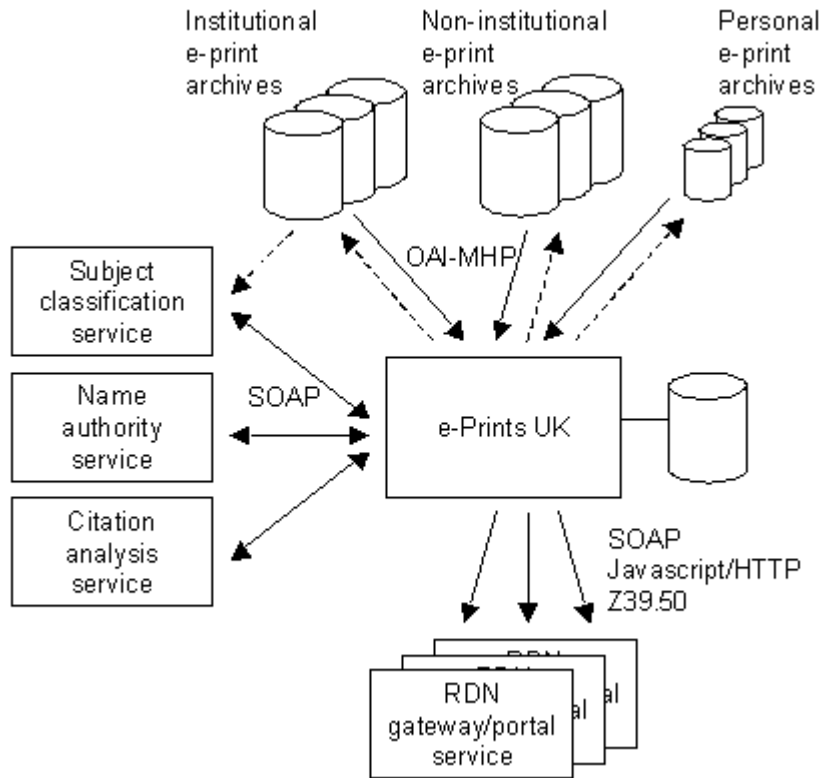 Institutional
e-print
archives
Non-institutional
e-print
archives
Personal
e-print
archives
OAI-MHP
Subject
classification
service
Name
authority
service
Citation
analysis
service
SOAP
e-Prints UK
SOAP
Javascript/HTTP
Z39.50
RDN
gateway/portal
service